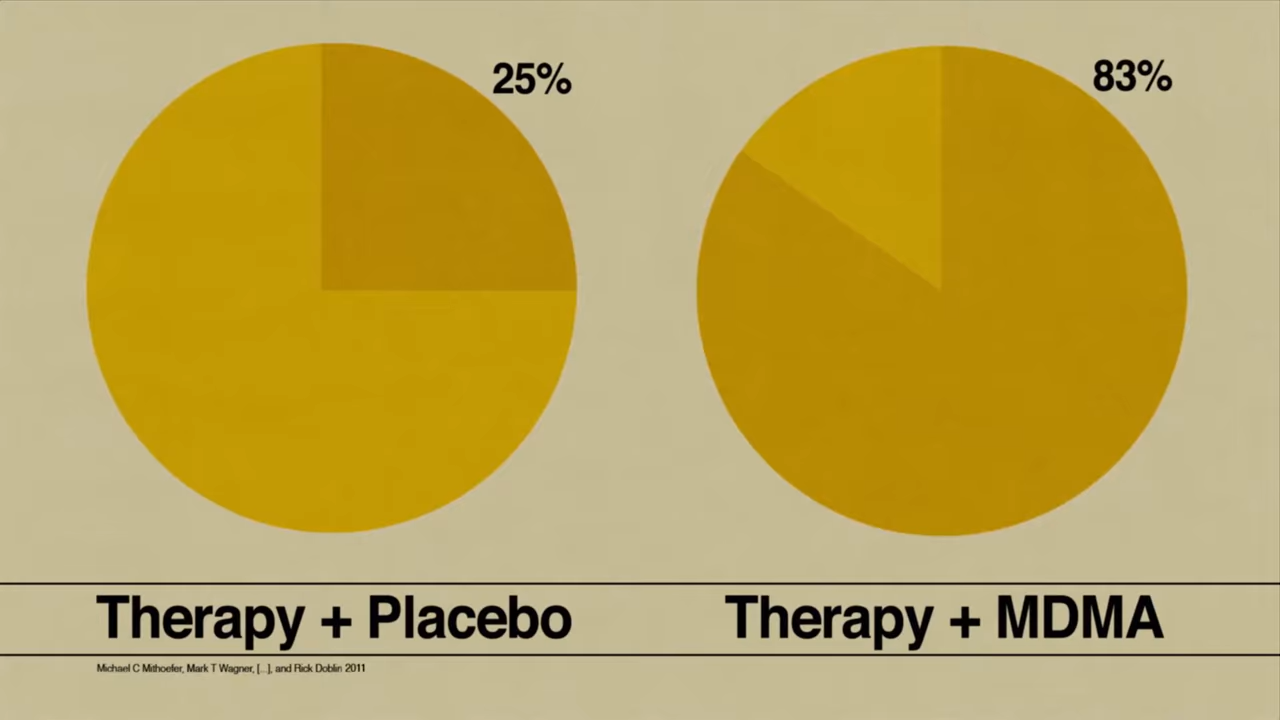 25%
83%
Therapy + Placebo
Therapy + MDMA
Michael C Mithoefer, Mark T Wagner, [...], and Rick Doblin 2011